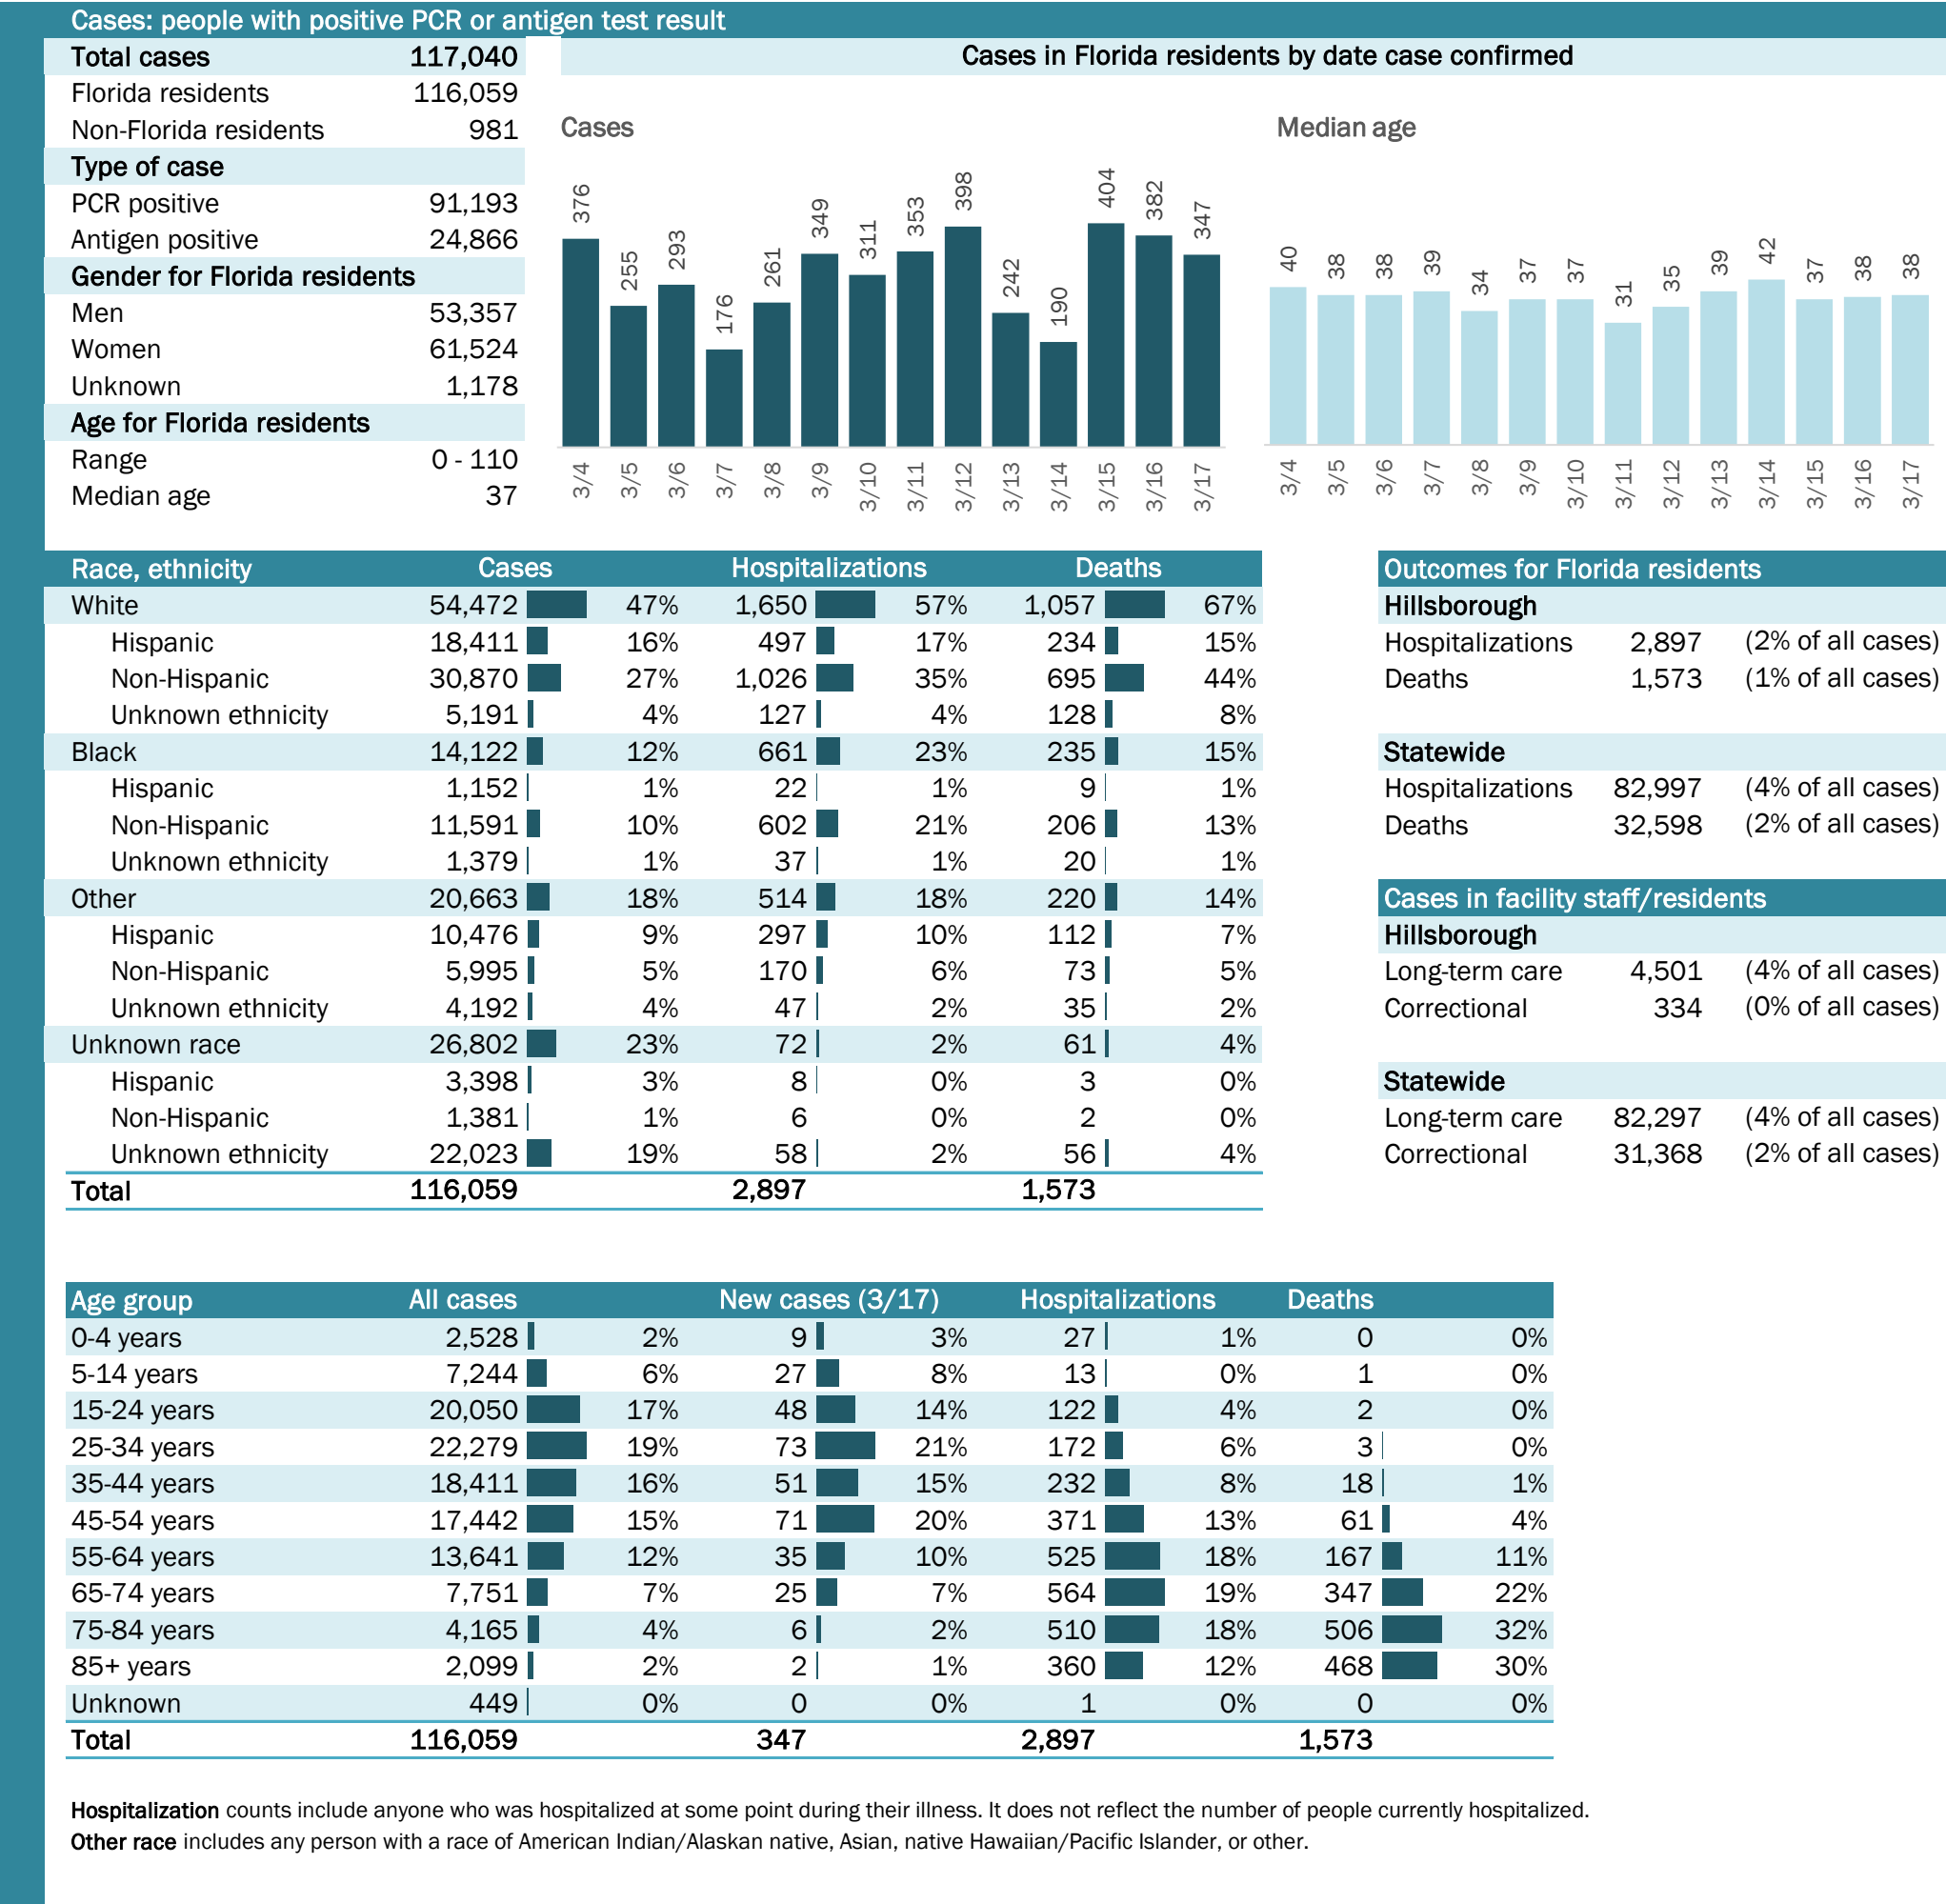 Cases: people with positive PCR or antigen test result
Total cases 117,040
Florida residents 116,059
Non-Florida residents 981
Type of case
PCR positive 91,193
Antigen positive 24,866
Gender for Florida residents
Men 53,357
Women 61,524
Unknown 1,178
Age for Florida residents
Range 0 - 110
Median age 37
Cases in Florida residents by date case confirmed
Cases
376 255 293 176 261 349 311 353 398 242 190 404 382 347
3/4 3/5 3/6 3/7 3/8 3/9 3/10 3/11 3/12 3/13 3/14 3/15 3/16 3/17
Median age
40 38 38 39 34 37 37 31 35 39 42 37 38 38
3/4 3/5 3/6 3/7 3/8 3/9 3/10 3/11 3/12 3/13 3/14 3/15 3/16 3/17
Race, ethnicity Cases Hospitalizations Deaths
White 54,472 47% 1,650 57% 1,057 67%
Hispanic 18,411 16% 497 17% 234 15%
Non-Hispanic 30,870 27% 1,026 35% 695 44%
Unknown ethnicity 5,191 4% 127 4% 128 8%
Black 14,122 12% 661 23% 235 15%
Hispanic 1,152 1% 22 1% 9 1%
Non-Hispanic 11,591 10% 602 21% 206 13%
Unknown ethnicity 1,379 1% 37 1% 20 1%
Other 20,663 18% 514 18% 220 14%
Hispanic 10,476 9% 297 10% 112 7%
Non-Hispanic 5,995 5% 170 6% 73 5%
Unknown ethnicity 4,192 4% 47 2% 35 2%
Unknown race 26,802 23% 72 2% 61 4%
Hispanic 3,398 3% 8 0% 3 0%
Non-Hispanic 1,381 1% 6 0% 2 0%
Unknown ethnicity 22,023 19% 58 2% 56 4%
Total 116,059 2,897 1,573
Outcomes for Florida residents
Hillsborough
Hospitalizations 2,897 (2% of all cases)
Deaths 1,573 (1% of all cases)
Statewide
Hospitalizations 82,997 (4% of all cases)
Deaths 32,598 (2% of all cases)
Cases in facility staff/residents
Hillsborough
Long-term care 4,501 (4% of all cases)
Correctional 334 (0% of all cases)
Statewide
Long-term care 82,297 (4% of all cases)
Correctional 31,368 (2% of all cases)
Age group All cases New cases (3/17) Hospitalizations Deaths
0-4 years 2,528 2% 9 3% 27 1% 0 0%
5-14 years 7,244 6% 27 8% 13 0% 1 0%
15-24 years 20,050 17% 48 14% 122 4% 2 0%
25-34 years 22,279 19% 73 21% 172 6% 3 0%
35-44 years 18,411 16% 51 15% 232 8% 18 1%
45-54 years 17,442 15% 71 20% 371 13% 61 4%
55-64 years 13,641 12% 35 10% 525 18% 167 11%
65-74 years 7,751 7% 25 7% 564 19% 347 22%
75-84 years 4,165 4% 6 2% 510 18% 506 32%
85+ years 2,099 2% 2 1% 360 12% 468 30%
Unknown 449 0% 0 0% 1 0% 0 0%
Total 116,059 347 2,897 1,573
Hospitalization counts include anyone who was hospitalized at some point during their illness. It does not reflect the number of people currently hospitalized.
Other race includes any person with a race of American Indian/Alaskan native, Asian, native Hawaiian/Pacific Islander, or other.